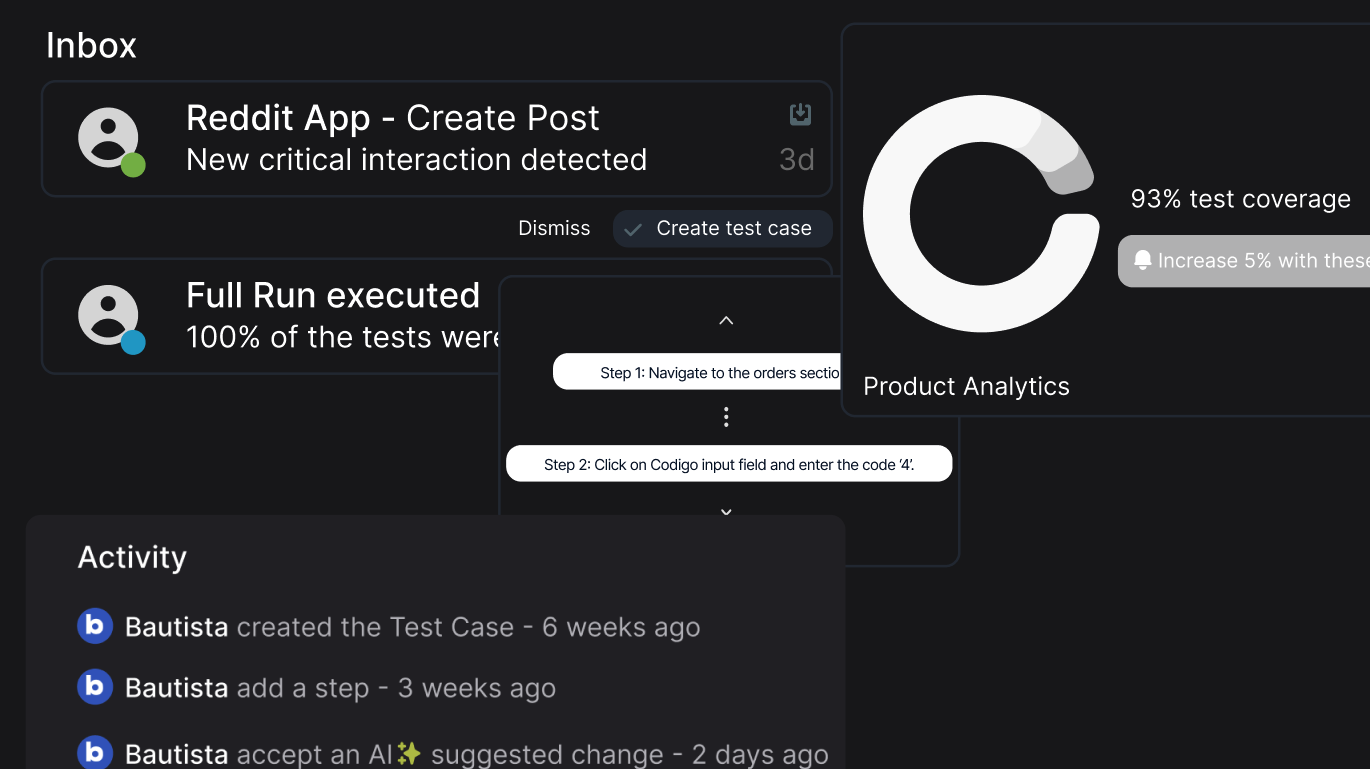 Inbox
Reddit App - Create Post
New critical interaction detected
3d
Dismiss
Create test case
Full Run executed
100% of the tests were
Step 1: Navigate to the orders sectio
Step 2: Click on Codigo input field and enter the code ‘4’.
93% test coverage
Increase 5% with these
Product Analytics
Activity
b Bautista created the Test Case - 6 weeks ago
b Bautista add a step - 3 weeks ago
b Bautista accept an AI✨ suggested change - 2 days ago